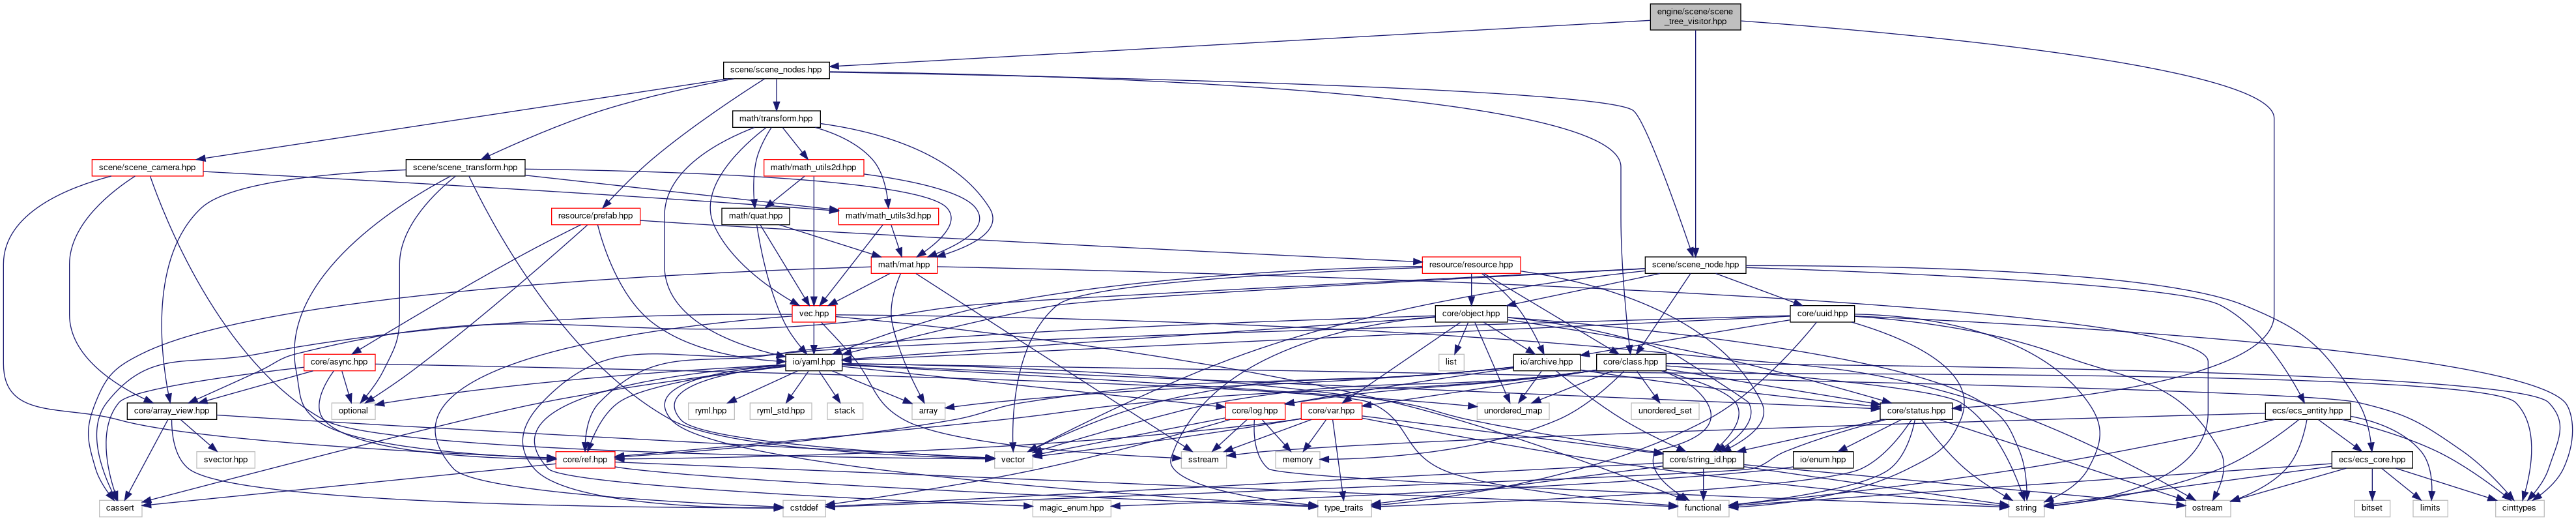 engine/scene/scene
_tree_visitor.hpp
scene/scene_nodes.hpp
math/transform.hpp
scene/scene_camera.hpp
scene/scene_transform.hpp
math/math_utils2d.hpp
resource/prefab.hpp
math/quat.hpp
math/math_utils3d.hpp
math/mat.hpp
resource/resource.hpp
scene/scene_node.hpp
vec.hpp
core/object.hpp
core/uuid.hpp
core/async.hpp
io/yaml.hpp
list
io/archive.hpp
core/class.hpp
core/array_view.hpp
optional
ryml.hpp
ryml_std.hpp
stack
array
core/log.hpp
core/var.hpp
unordered_map
unordered_set
core/status.hpp
ecs/ecs_entity.hpp
svector.hpp
core/ref.hpp
vector
sstream
memory
core/string_id.hpp
io/enum.hpp
ecs/ecs_core.hpp
cassert
cstddef
magic_enum.hpp
type_traits
functional
string
ostream
bitset
limits
cinttypes